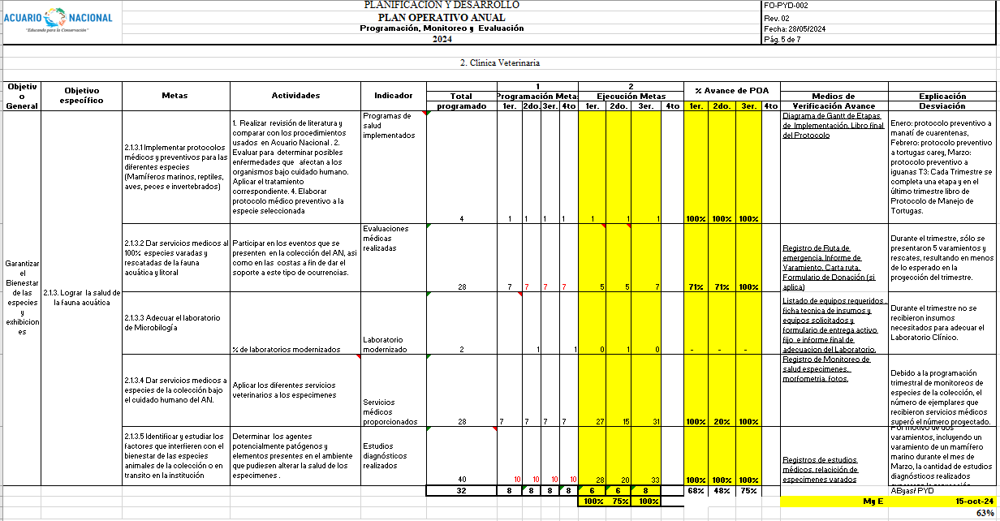 ACUARIO NACIONAL
"Educando para la Conservación"
PLANIFICACION Y DESARROLLO
PLAN OPERATIVO ANUAL
Programación, Monitoreo y Evaluación
2024
FO-PYD-002
Rev. 02
Fecha: 28/05/2024
Pág. 5 de 7
2. Clinica Veterinaria
Objetiv
o
General
Objetivo
específico
Metas
Actividades
Indicador
Total
programado
1
Programación Metas
1er. 2do. 3er. 4to
2
Ejecución Metas
1er. 2do. 3er. 4to
% Avance de POA
1er. 2do. 3er. 4to
Medios de
Verificación Avance
Explicación
Desviación
Garantizar
el
Bienestar
de las
especies
y
exhibicion
es
2.1.3. Lograr la salud de
la fauna acuática
2.1.3.1 Implementar protocolos
médicos y preventivos para las
diferentes especies
(Mamíferos marinos, reptiles,
aves, peces e invertebrados)
1. Realizar revisión de literatura y
comparar con los procedimientos
usados en Acuario Nacional . 2.
Evaluar para determinar posibles
enfermedades que afectan a los
organismos bajo cuidado humano.
Aplicar el tratamiento
correspondiente. 4. Elaborar
protocolo médico preventivo a la
especie seleccionada
Programas de
salud
implementados
4 1 1 1 1 1 1 1 100% 100% 100%
Diagrama de Gantt de Etapas
de Implementación. Libro final
del Protocolo
Enero: protocolo preventivo a
manatí de cuarentenas,
Febrero: protocolo preventivo
a tortugas carey, Marzo:
protocolo preventivo a
iguanas T3: Cada Trimestre se
completa una etapa y en el
último trimestre libro de
Protocolo de Manejo de
Tortugas.
2.1.3.2 Dar servicios medicos al
100% especies varadas y
rescatadas de la fauna
acuática y litoral
Participar en los eventos que se
presenten en la colección del AN, así
como en las costas a fin de dar el
soporte a este tipo de ocurrencias.
Evaluaciones
médicas
realizadas
28 7 7 7 7 5 5 7 71% 71% 100%
Registro de Ruta de
emergencia. Informe de
Varamiento. Carta ruta.
Formulario de Donación (si
aplica)
Durante el trimestre, sólo se
presentaron 5 varamientos y
rescates, resultando en menos
de lo esperado en la
proyección del trimestre.
2.1.3.3 Adecuar el laboratorio
de Microbilogía
% de laboratorios modernizados
Laboratorio
modernizado
2 1 1 0 1 0 - - -
Listado de equipos requeridos ,
ficha tecnica de insumos y
equipos solicitados y
formulario de entrega activo
fijo e informe final de
adecuacion del Laboratorio.
Durante el trimestre no se
recibieron insumos
necesitados para adecuar el
Laboratorio Clínico.
2.1.3.4 Dar servicios medicos a
especies de la colección bajo
el cuidado humano del AN.
Aplicar los diferentes servicios
veterinarios a los especimenes
Servicios
médicos
proporcionados
28 7 7 7 7 27 15 31 100% 20% 100%
Registro de Monitoreo de
salud especimenes,
morfometria, fotos.
Debido a la programación
trimestral de monitoreos de
especies de la colección, el
número de ejemplares que
recibieron servicios médicos
superó el número proyectado.
2.1.3.5 Identificar y estudiar los
factores que interfieren con el
bienestar de las especies
animales de la colección o en
transito en la institución
Determinar los agentes
potencialmente patógenos y
elementos presentes en el ambiente
que pudiesen alterar la salud de los
especimenes .
Estudios
diagnósticos
realizados
40 10 10 10 10 28 20 33 100% 100% 100%
Registros de estudios
médicos, relacición de
especimenes varados
Por motivo de dos
varamientos, incluyendo un
varamiento de un mamífero
marino durante el mes de
Marzo, la cantidad de estudios
diagnósticos realizados
32 8 8 8 8 6 6 8 68% 48% 75%
AByas/ PYD
100% 75% 100%
My E 15-oct-24
63%